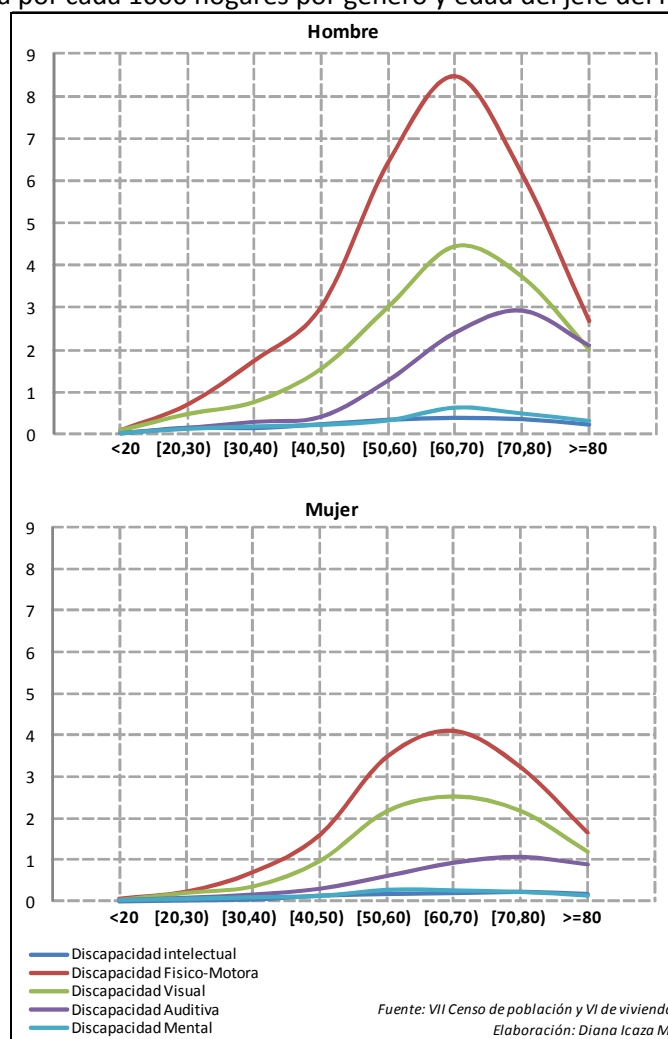 a por cada 1000 hogares por género y edad del jefe del
Hombre
9
8
7
6
5
4
3
2
1
0
<20 [20,30) [30,40) [40,50) [50,60) [60,70) [70,80) >=80
Mujer
9
8
7
6
5
4
3
2
1
0
<20 [20,30) [30,40) [40,50) [50,60) [60,70) [70,80) >=80
Discapacidad intelectual
Discapacidad Fisico-Motora
Discapacidad Visual
Discapacidad Auditiva
Discapacidad Mental
Fuente: VII Censo de población y VI de viviend
Elaboración: Diana Icaza M